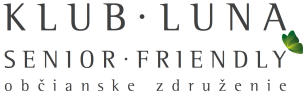 KLUB · LUNA
SENIOR · FRIENDLY
občianske združenie